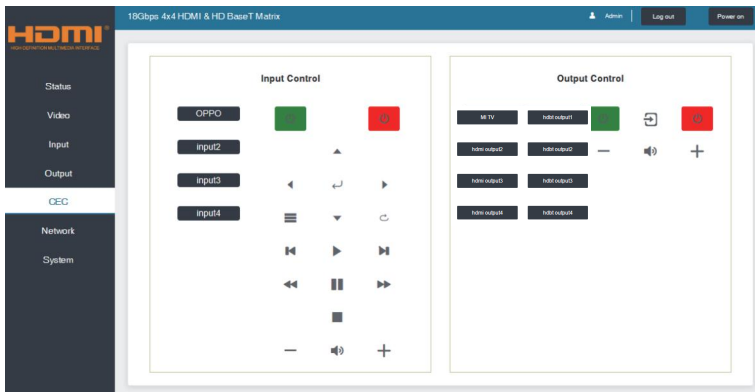 18Gbps 4x4 HDMI & HD BaseT Matrix
Admin
Log out
Power on
HDMI®
HIGH-DEFINITION MULTIMEDIA INTERFACE
Status
Video
Input
Output
CEC
Network
System
Input Control
OPPO
input2
input3
input4
Output Control
MI TV
hdbt output1
hdmi output2
hdbt output2
hdmi output3
hdbt output3
hdmi output4
hdbt output4